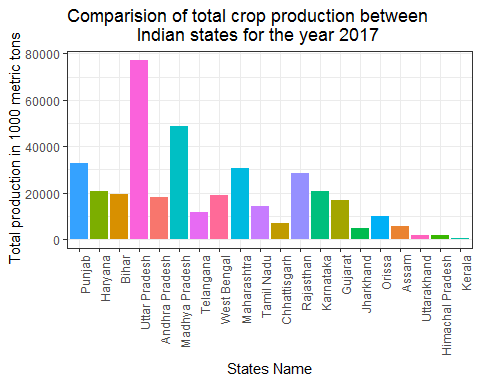 Comparision of total crop production between
Indian states for the year 2017
Total production in 1000 metric tons
80000
60000
40000
20000
0
Punjab
Haryana
Bihar
Uttar Pradesh
Andhra Pradesh
Madhya Pradesh
Telangana
West Bengal
Maharashtra
Tamil Nadu
Chhattisgarh
Rajasthan
Karnataka
Gujarat
Jharkhand
Orissa
Assam
Uttarakhand
Himachal Pradesh
Kerala
States Name